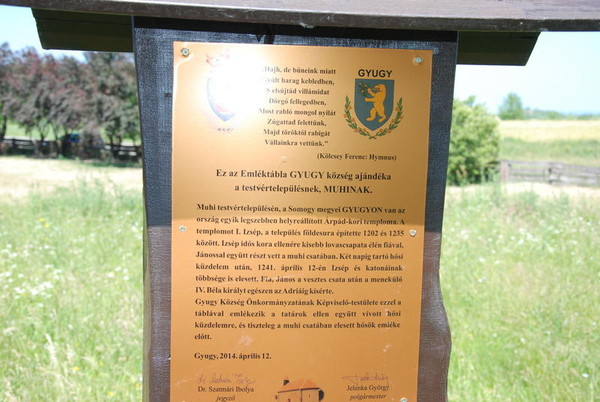 „Hajh, de bűneink miatt
Gyúlt harag kebledben,
S elsújtád villámidat
Dörgő fellegedben,
Most rabló mongol nyilát
Zúgattad felettünk,
Majd töröktől rabigát
Vállainkra vettünk."
GYUGY
(Kölcsey Ferenc: Hymnus)
Ez az Emléktábla GYUGY község ajándéka
a testvértelepülésnek, MUHINAK.
Muhi testvértelepülésén, a Somogy megyei GYUGYON van az
ország egyik legszebben helyreállított Árpád-kori temploma. A
templomot I. Izsép, a település földesura építtette 1202 és 1235
között. Izsép idős kora ellenére kisebb lovascsapata élén fiával,
Jánossal együtt részt vett a muhi csatában. Két napig tartó hősi
küzdelem után, 1241. április 12-én Izsép és katonáinak
többsége is elesett. Fia, János a vesztes csata után a menekülő
IV. Béla királyt egészen az Adriáig kísérte.
Gyugy Község Önkormányzatának Képviselő-testülete ezzel a
táblával emlékezik a tatárok ellen együtt vívott hősi
küzdelemre, és tiszteleg a muhi csatában elesett hősök emléke
előtt.
Gyugy, 2014. április 12.
Dr. Szatmári Ibolya
jegyző
Jelinka György
polgármester